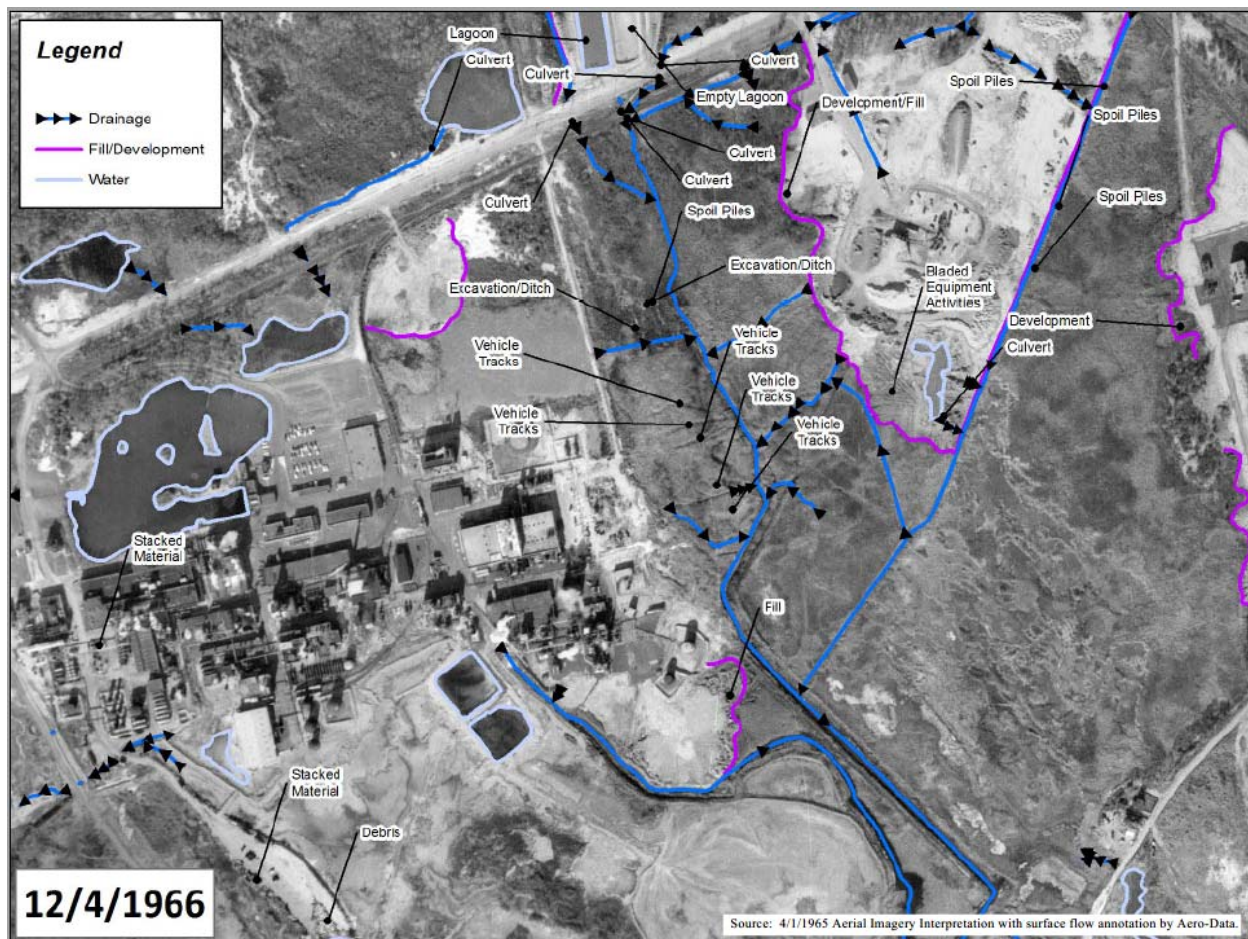 Legend
Drainage
Fill/Development
Water
Lagoon
Culvert
Culvert
Culvert
Empty Lagoon
Development/Fill
Spoil Piles
Spoil Piles
Culvert
Culvert
Culvert
Spoil Piles
Spoil Piles
Excavation/Ditch
Excavation/Ditch
Bladed
Equipment
Activities
Development
Culvert
Vehicle
Tracks
Vehicle
Tracks
Vehicle
Tracks
Vehicle
Tracks
Vehicle
Tracks
Stacked
Material
Fill
Stacked
Material
Debris
12/4/1966
Source: 4/1/1965 Aerial Imagery Interpretation with surface flow annotation by Aero-Data.